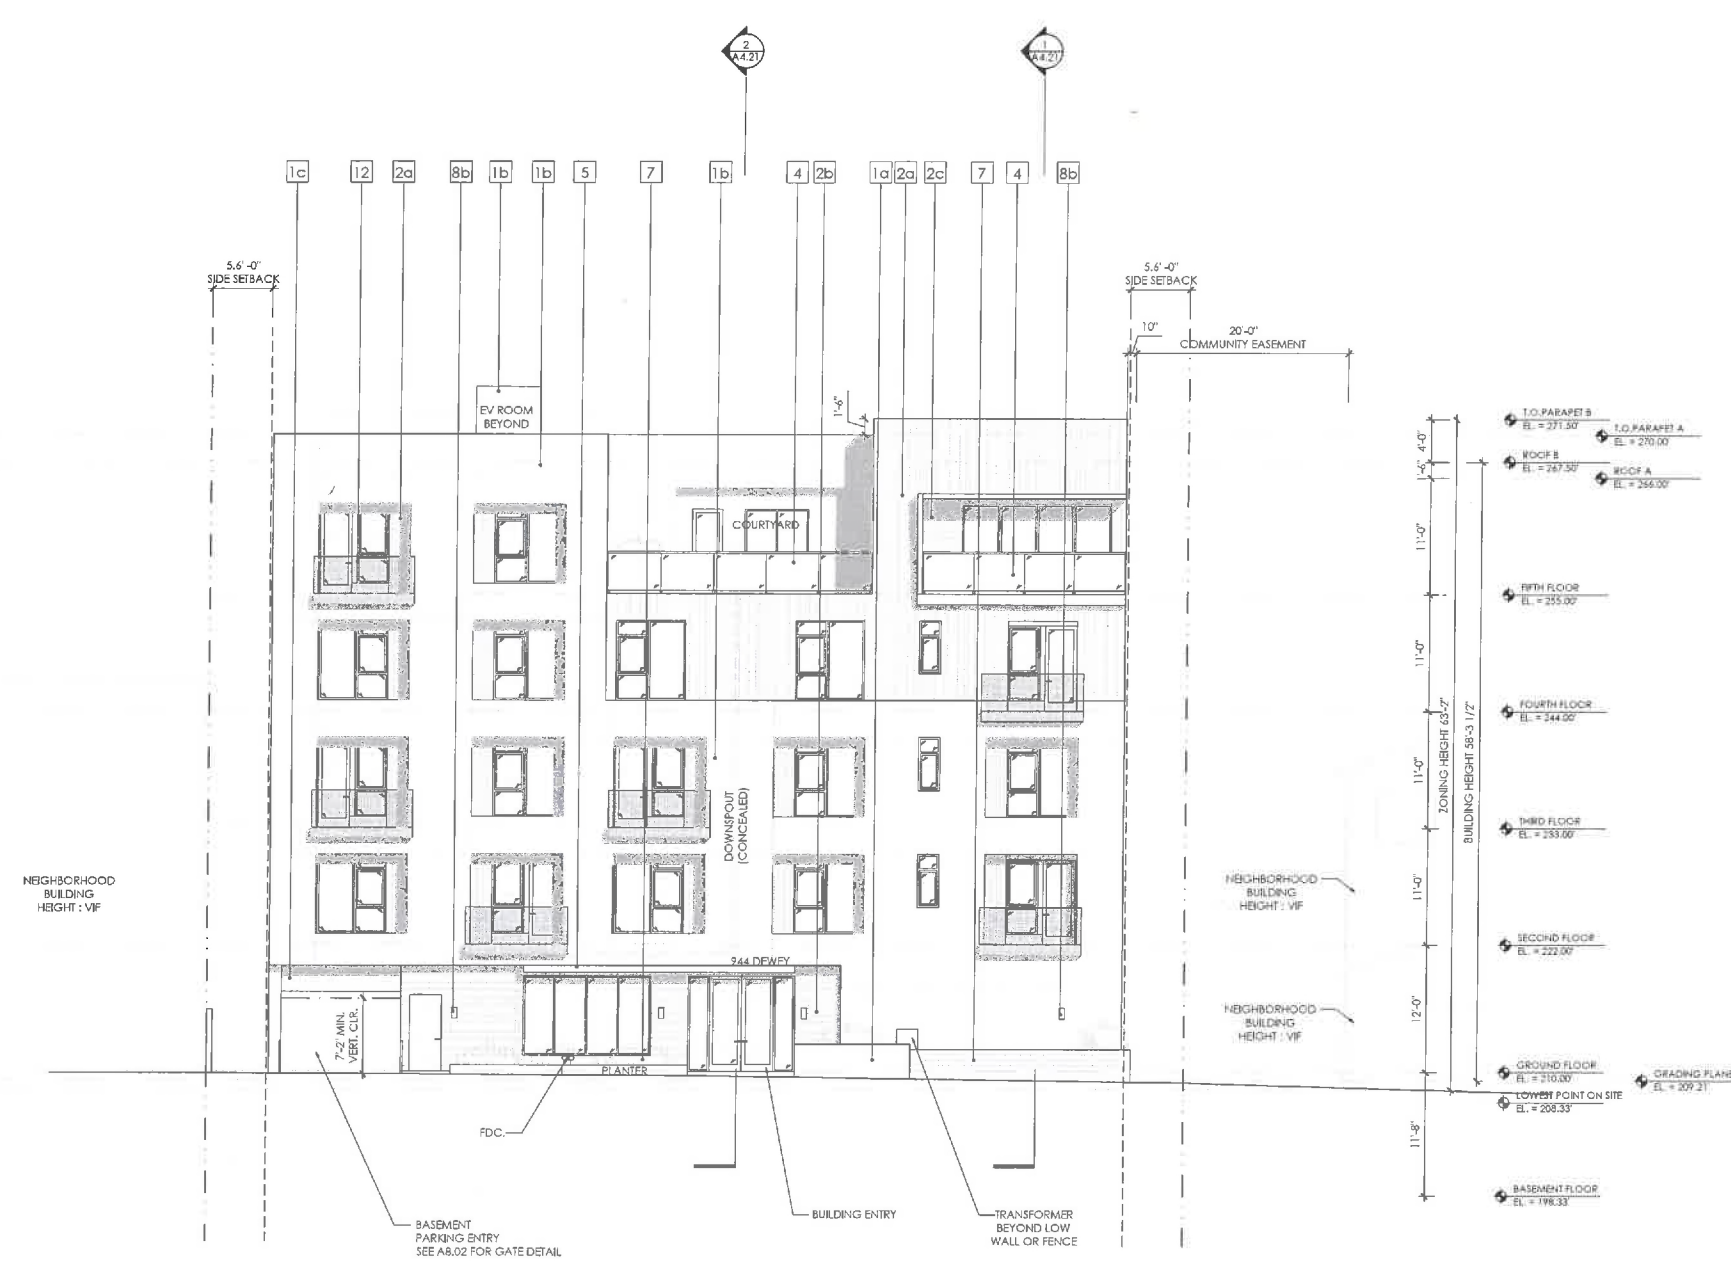 2
A4.21
1
A4.21
1c
12
2a
8b
1b
1b
5
7
1b
4
2b
1a
2a
2c
7
4
8b
5.6'-0"
SIDE SETBACK
5.6'-0"
SIDE SETBACK
10"
20'-0"
COMMUNITY EASEMENT
EV ROOM
BEYOND
1'-6"
COURTYARD
T.O.PARAPET B
EL. = 271.50'
T.O.PARAPET A
EL. = 270.00'
ROOF B
EL. = 267.50'
ROOF A
EL. = 266.00'
4'-0"
11'-0"
FIFTH FLOOR
EL. = 255.00'
11'-0"
FOURTH FLOOR
EL. = 244.00'
11'-0"
ZONING HEIGHT 63'-2"
BUILDING HEIGHT 58'-3 1/2"
THIRD FLOOR
EL. = 233.00'
11'-0"
SECOND FLOOR
EL. = 222.00'
12'-0"
GROUND FLOOR
EL. = 210.00'
GRADING PLANE
EL. = 209.21'
LOWEST POINT ON SITE
EL. = 208.33'
11'-8"
BASEMENT FLOOR
EL. = 198.33'
DOWNSPOUT
(CONCEALED)
NEIGHBORHOOD
BUILDING
HEIGHT : VIF
NEIGHBORHOOD
BUILDING
HEIGHT : VIF
NEIGHBORHOOD
BUILDING
HEIGHT : VIF
944 DEWEY
7'-2" MIN.
VERT. CLR.
PLANTER
FDC.
BASEMENT
PARKING ENTRY
SEE A8.02 FOR GATE DETAIL
BUILDING ENTRY
TRANSFORMER
BEYOND LOW
WALL OR FENCE